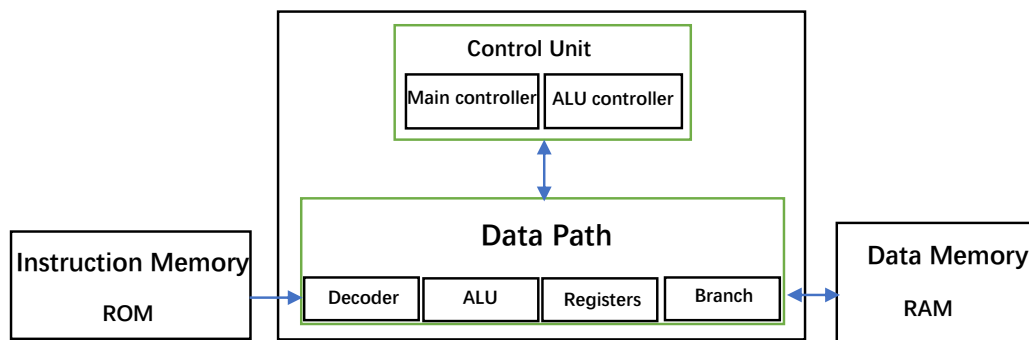 Control Unit
Main controller
ALU controller
Data Path
Instruction Memory
ROM
Decoder
ALU
Registers
Branch
Data Memory
RAM